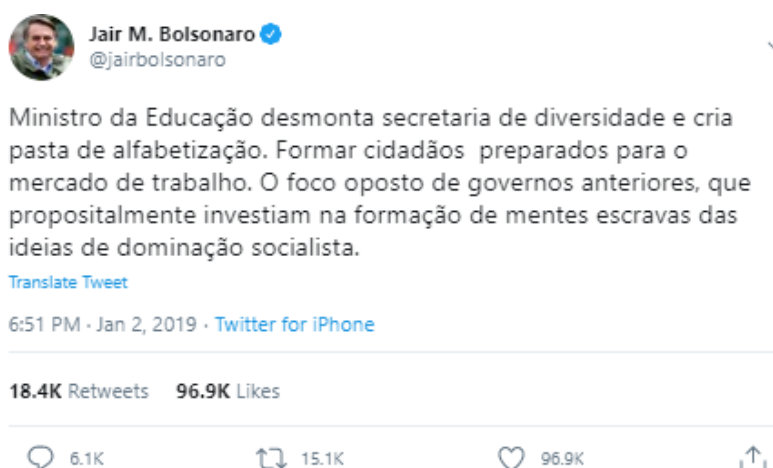 Jair M. Bolsonaro
@jairbolsonaro
Ministro da Educação desmonta secretaria de diversidade e cria
pasta de alfabetização. Formar cidadãos  preparados para o
mercado de trabalho. O foco oposto de governos anteriores, que
propositalmente investiam na formação de mentes escravas das
ideias de dominação socialista.
Translate Tweet
6:51 PM · Jan 2, 2019 · Twitter for iPhone
18.4K Retweets 96.9K Likes
6.1K 15.1K 96.9K